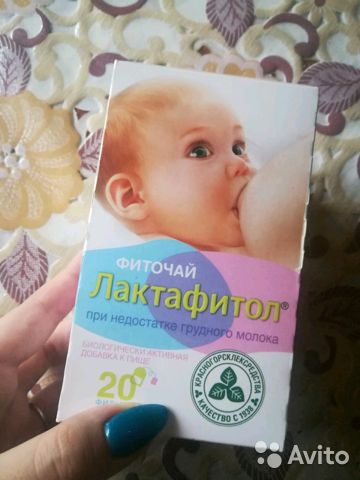 ФИТОЧАЙ
Лактафитол®
при недостатке грудного молока
БИОЛОГИЧЕСКИ АКТИВНАЯ
ДОБАВКА К ПИЩЕ
20
КРАСНОГОРСКЛЕКСРЕДСТВА
КАЧЕСТВО С 1938
Avito